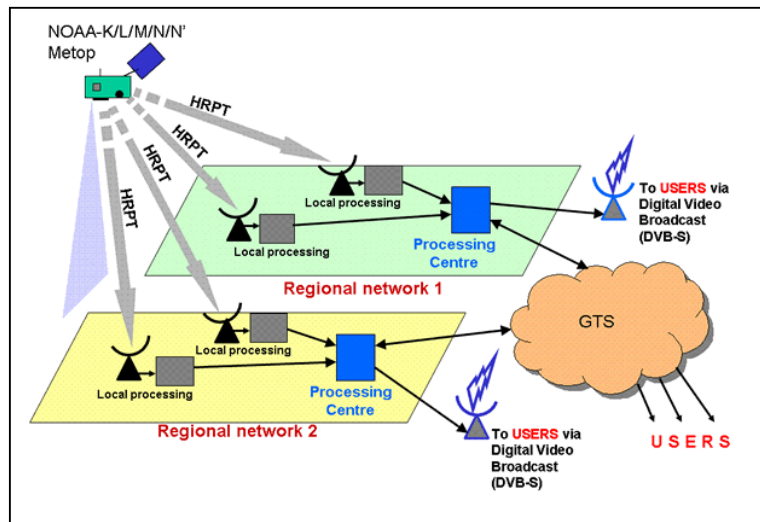 NOAA-K/L/M/N/N'
Metop
HRPT
HRPT
HRPT
HRPT
Local processing
Local processing
Processing
Centre
Regional network 1
To USERS via
Digital Video
Broadcast
(DVB-S)
GTS
Local processing
Local processing
Processing
Centre
Regional network 2
To USERS via
Digital Video
Broadcast
(DVB-S)
U S E R S